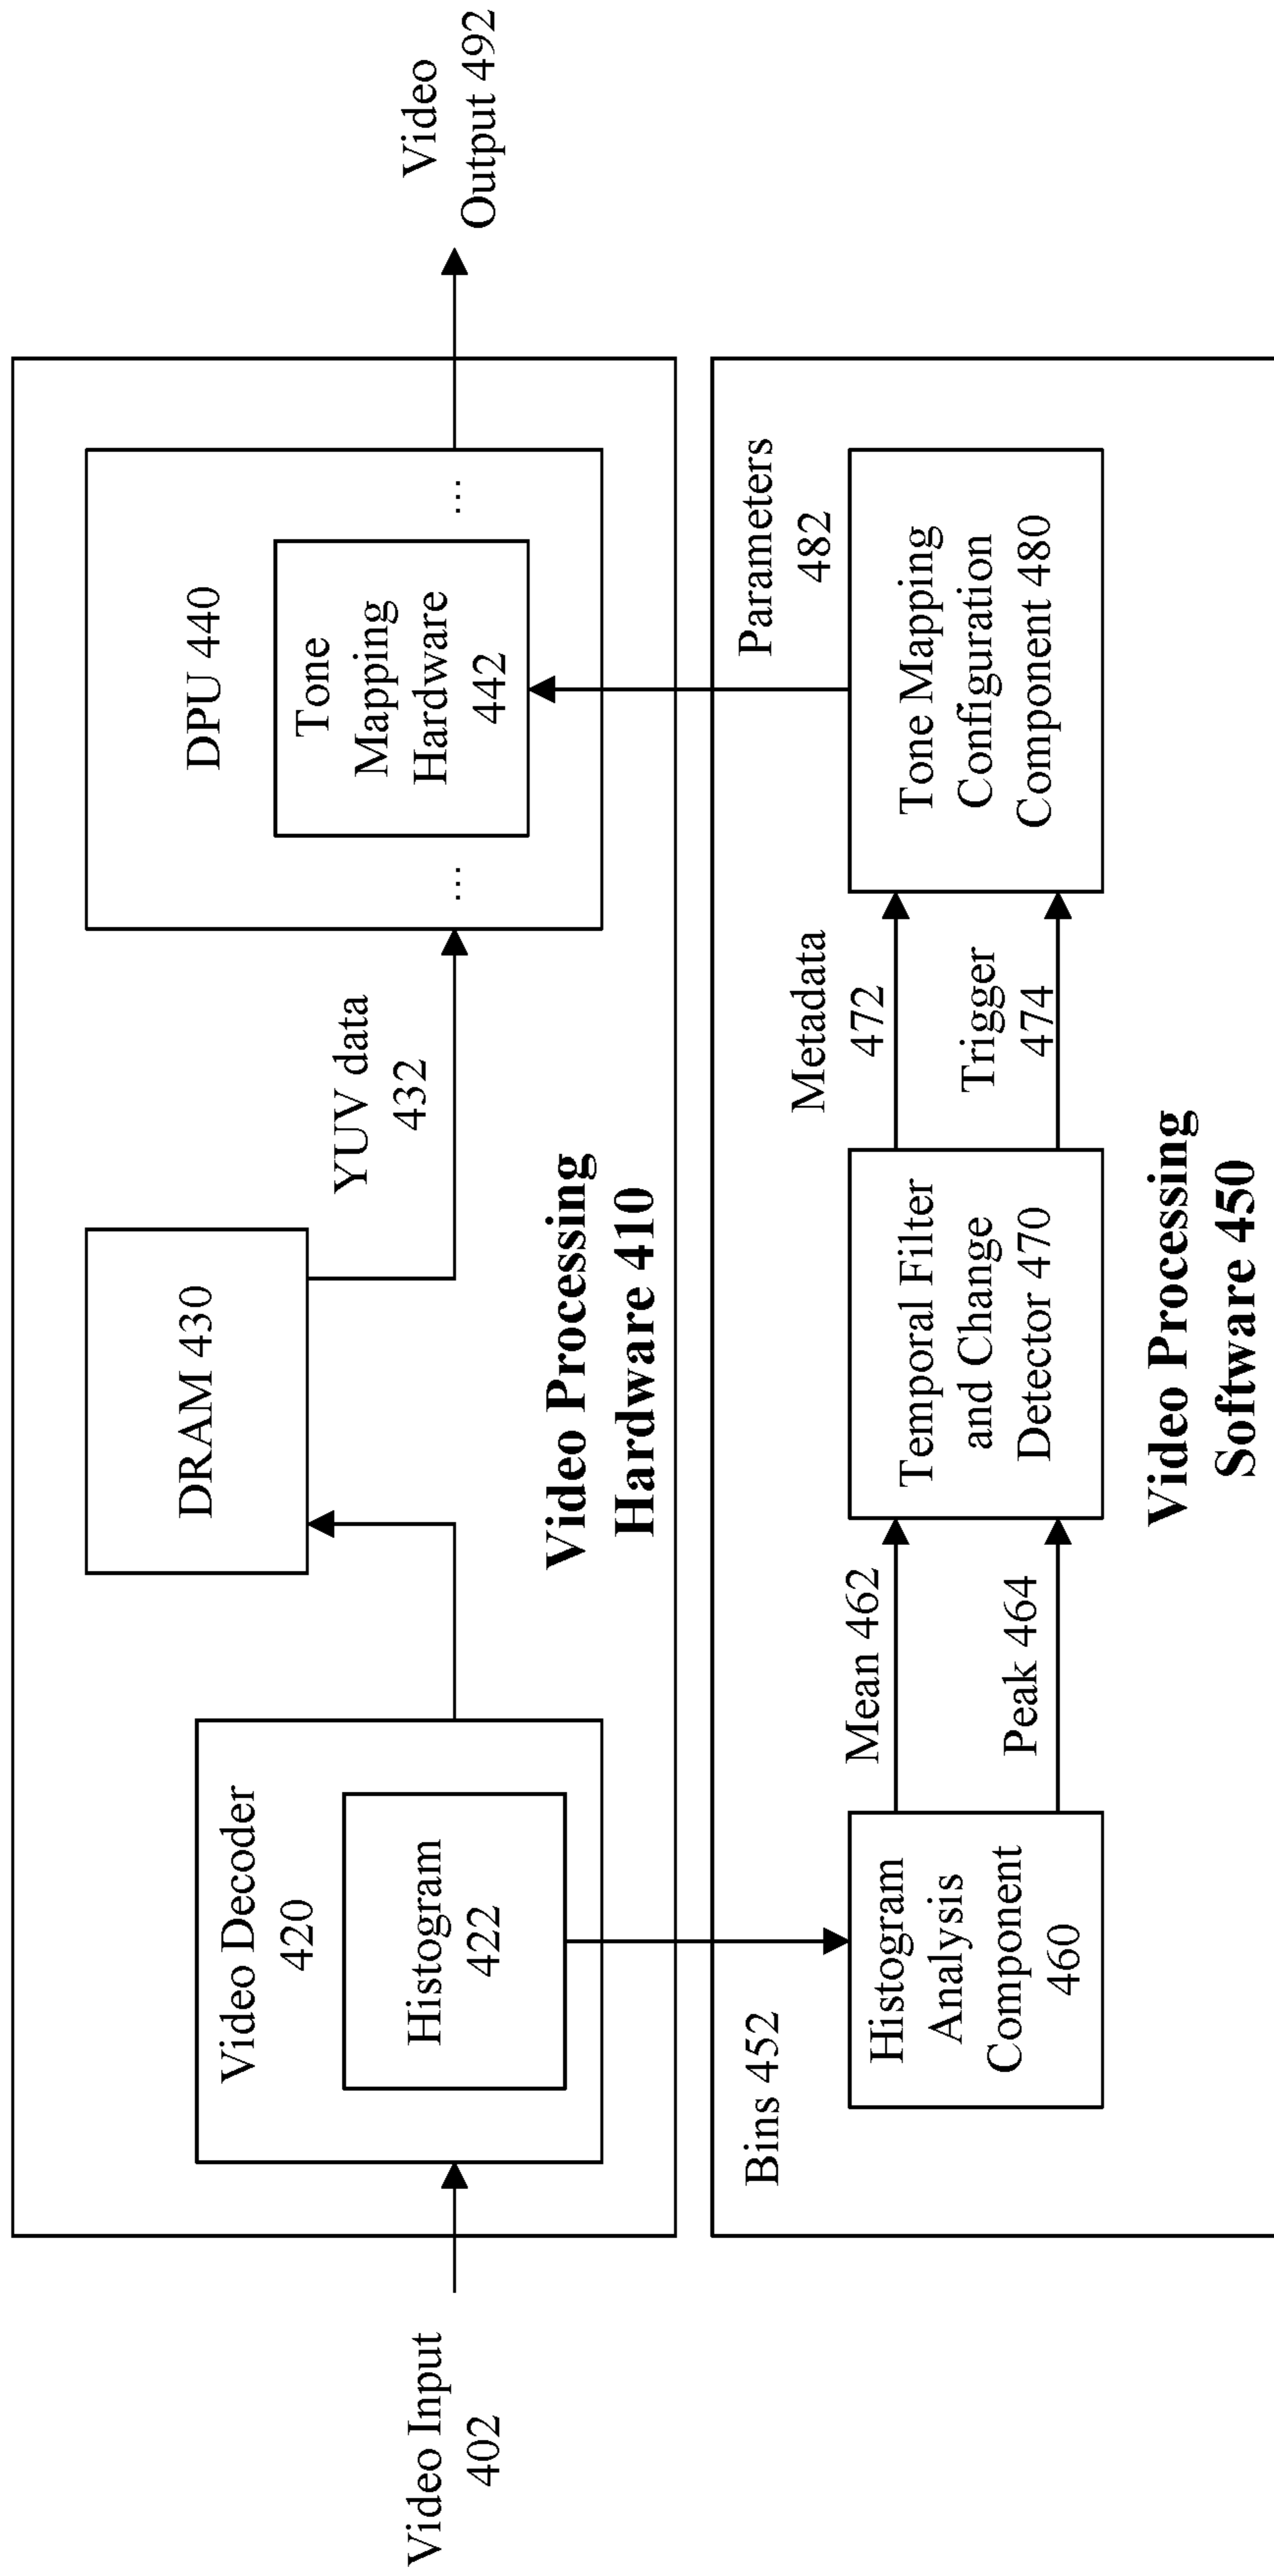 Video Input
402
Video Decoder
420
Histogram
422
DRAM 430
YUV data
432
DPU 440
...
Tone
Mapping
Hardware
442
...
Video
Output 492
Video Processing
Hardware 410
Bins 452
Histogram
Analysis
Component
460
Mean 462
Peak 464
Temporal Filter
and Change
Detector 470
Metadata
472
Trigger
474
Tone Mapping
Configuration
Component 480
Parameters
482
Video Processing
Software 450